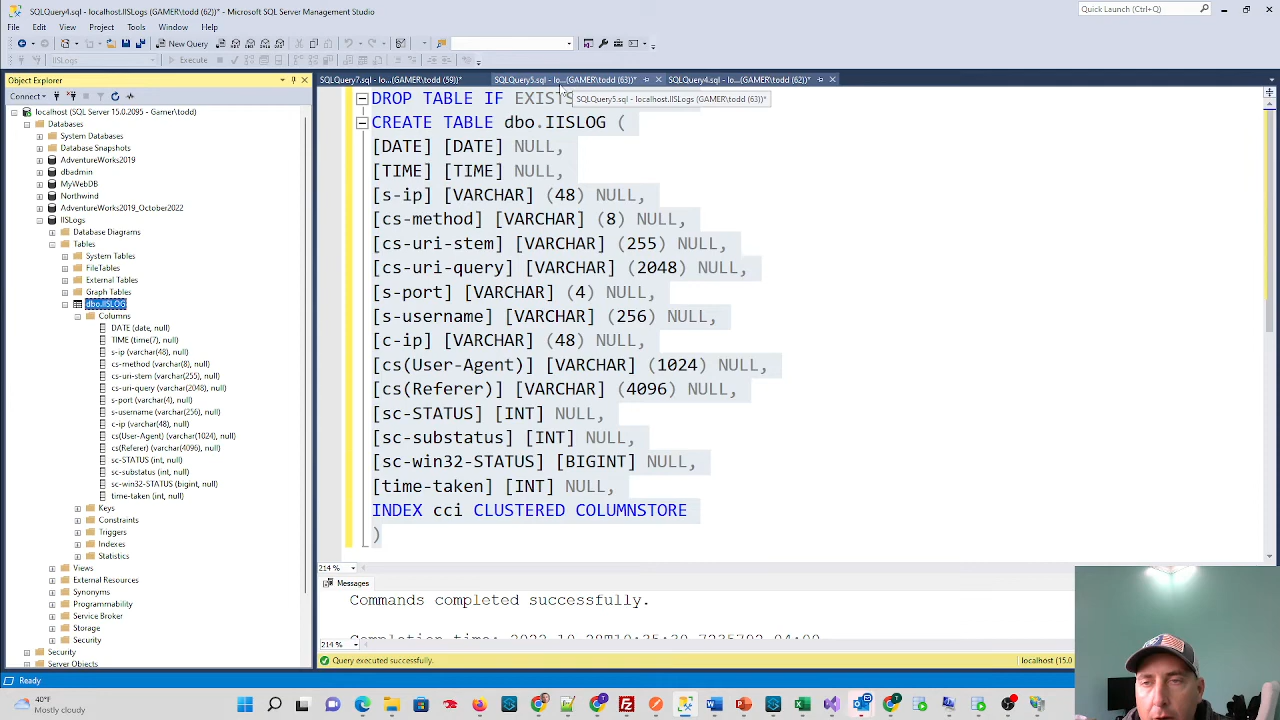 SQLQuery4.sql - localhost.IISLogs (GAMER\todd (62))* - Microsoft SQL Server Management Studio
Quick Launch (Ctrl+Q)
File Edit View Project Tools Window Help
New Query
IISLogs
Execute
Object Explorer
SQLQuery7.sql - lo...(GAMER\todd (59))*
SQLQuery5.sql - lo...(GAMER\todd (63))*
SQLQuery4.sql - lo...(GAMER\todd (62))*
Connect
SQLQuery5.sql - localhost.IISLogs (GAMER\todd (63))*
localhost (SQL Server 15.0.2095 - Gamer\todd)
Databases
System Databases
Database Snapshots
AdventureWorks2019
dbadmin
MyWebDB
Northwind
AdventureWorks2019_October2022
IISLogs
Database Diagrams
Tables
System Tables
FileTables
External Tables
Graph Tables
dbo.IISLOG
Columns
DATE (date, null)
TIME (time(7), null)
s-ip (varchar(48), null)
cs-method (varchar(8), null)
cs-uri-stem (varchar(255), null)
cs-uri-query (varchar(2048), null)
s-port (varchar(4), null)
s-username (varchar(256), null)
c-ip (varchar(48), null)
cs(User-Agent) (varchar(1024), null)
cs(Referer) (varchar(4096), null)
sc-STATUS (int, null)
sc-substatus (int, null)
sc-win32-STATUS (bigint, null)
time-taken (int, null)
Keys
Constraints
Triggers
Indexes
Statistics
Views
External Resources
Synonyms
Programmability
Service Broker
Storage
Security
Security
Server Objects
DROP TABLE IF EXISTS
CREATE TABLE dbo.IISLOG (
[DATE] [DATE] NULL,
[TIME] [TIME] NULL,
[s-ip] [VARCHAR] (48) NULL,
[cs-method] [VARCHAR] (8) NULL,
[cs-uri-stem] [VARCHAR] (255) NULL,
[cs-uri-query] [VARCHAR] (2048) NULL,
[s-port] [VARCHAR] (4) NULL,
[s-username] [VARCHAR] (256) NULL,
[c-ip] [VARCHAR] (48) NULL,
[cs(User-Agent)] [VARCHAR] (1024) NULL,
[cs(Referer)] [VARCHAR] (4096) NULL,
[sc-STATUS] [INT] NULL,
[sc-substatus] [INT] NULL,
[sc-win32-STATUS] [BIGINT] NULL,
[time-taken] [INT] NULL,
INDEX cci CLUSTERED COLUMNSTORE
)
214 %
Messages
Commands completed successfully.
214 %
Query executed successfully.
localhost (15.0
Ready
40°F
Mostly cloudy